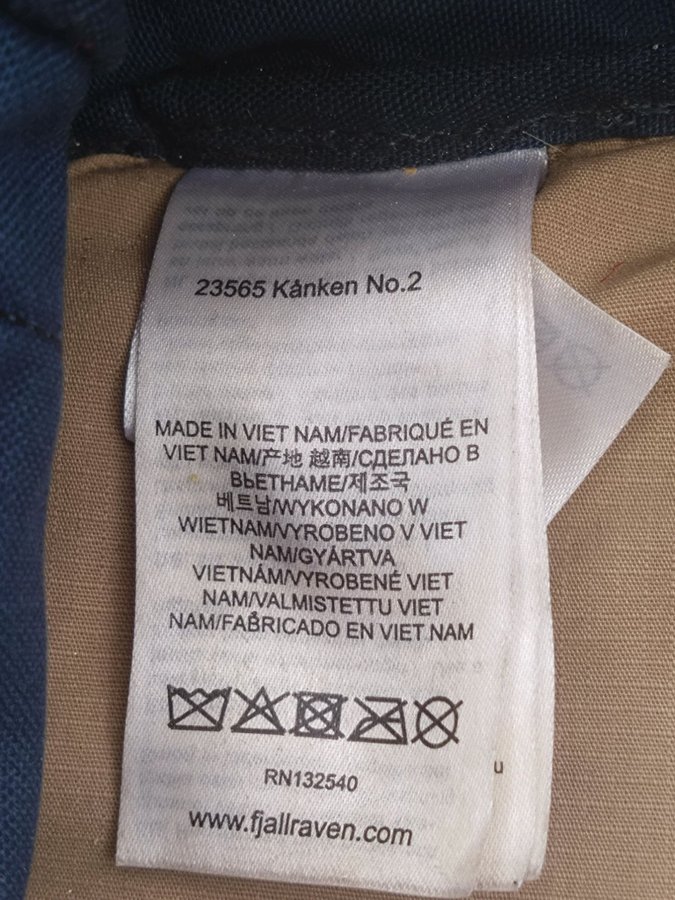 23565 Kånken No.2
MADE IN VIET NAM/FABRIQUÉ EN
VIET NAM/产地 越南/СДЕЛАНО В
ВЬЕТНАМЕ/제조국
베트남/WYKONANO W
WIETNAM/VYROBENO V VIET
NAM/GYÁRTVA
VIETNÁM/VYROBENÉ VIET
NAM/VALMISTETTU VIET
NAM/FABRICADO EN VIET NAM
RN132540
www.fjallraven.com
u